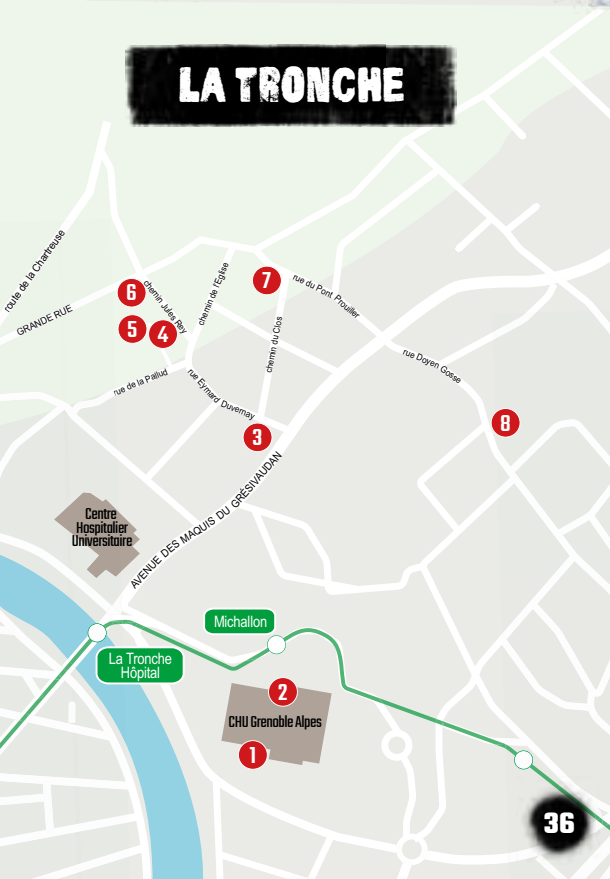 LA TRONCHE
route de la Chartreuse
GRANDE RUE
6
chemin Jules Rey
5
4
chemin de l'Eglise
7
rue du Pont Prouiller
chemin du Clos
rue de la Pallud
rue Eymard Duvernay
rue Doyen Gosse
3
8
AVENUE DES MAQUIS DU GRÉSIVAUDAN
Centre
Hospitalier
Universitaire
Michallon
La Tronche
Hôpital
2
CHU Grenoble Alpes
1
36